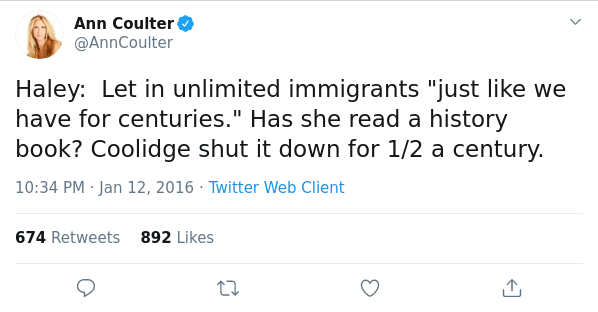 Ann Coulter
@AnnCoulter
Haley:  Let in unlimited immigrants "just like we
have for centuries." Has she read a history
book? Coolidge shut it down for 1/2 a century.
10:34 PM · Jan 12, 2016 · Twitter Web Client
674 Retweets 892 Likes